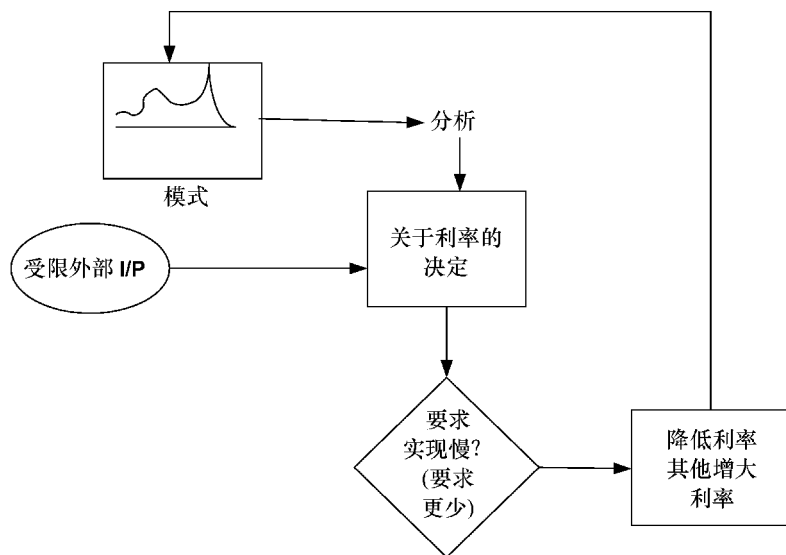 分析
模式
关于利率的
决定
受限外部 I/P
要求
实现慢?
(要求
更少)
降低利率
其他增大
利率